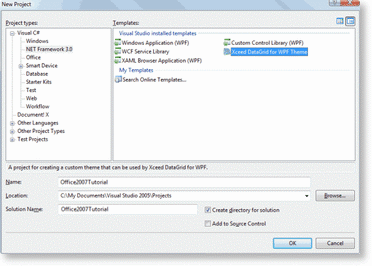 New Project
Project types:
Templates:
Visual C#
Windows
NET Framework 3.0
Office
Smart Device
Database
Starter Kits
Test
Web
Workflow
Document! X
Other Languages
Other Project Types
Test Projects
Visual Studio installed templates
Windows Application (WPF)
Custom Control Library (WPF)
WCF Service Library
Xceed DataGrid for WPF Theme
XAML Browser Application (WPF)
My Templates
Search Online Templates...
A project for creating a custom theme that can be used by Xceed DataGrid for WPF.
Name:
Office2007Tutorial
Location:
C:\My Documents\Visual Studio 2005\Projects
Browse...
Solution Name:
Office2007Tutorial
Create directory for solution
Add to Source Control
OK
Cancel